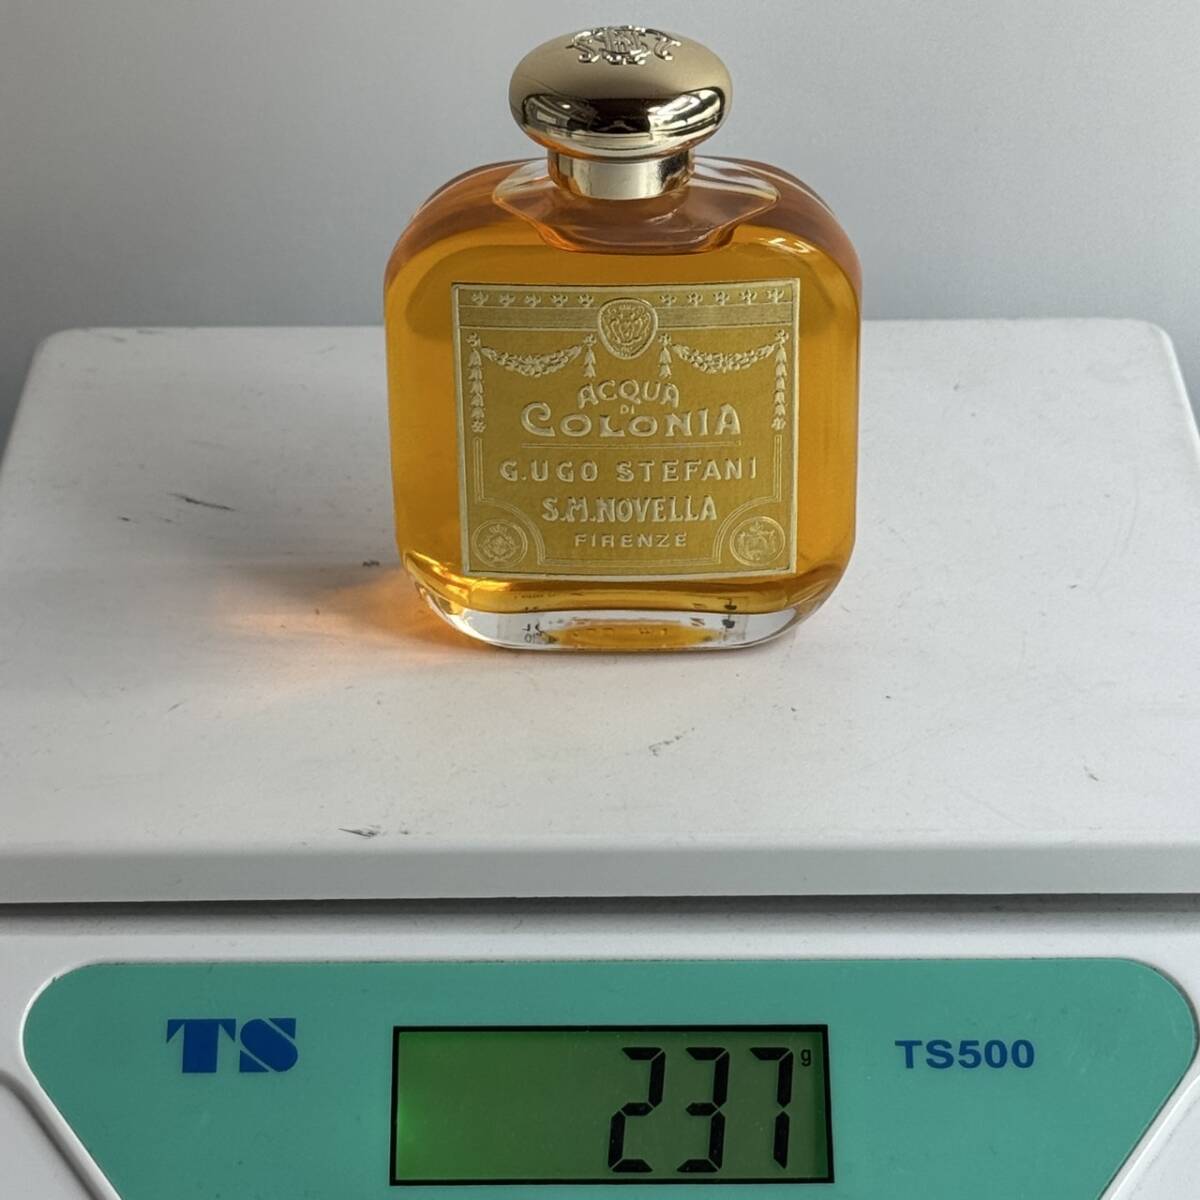 ACQUA
DI
COLONIA
G.UGO STEFANI
S.M.NOVELLA
FIRENZE
TS
237 g
TS500